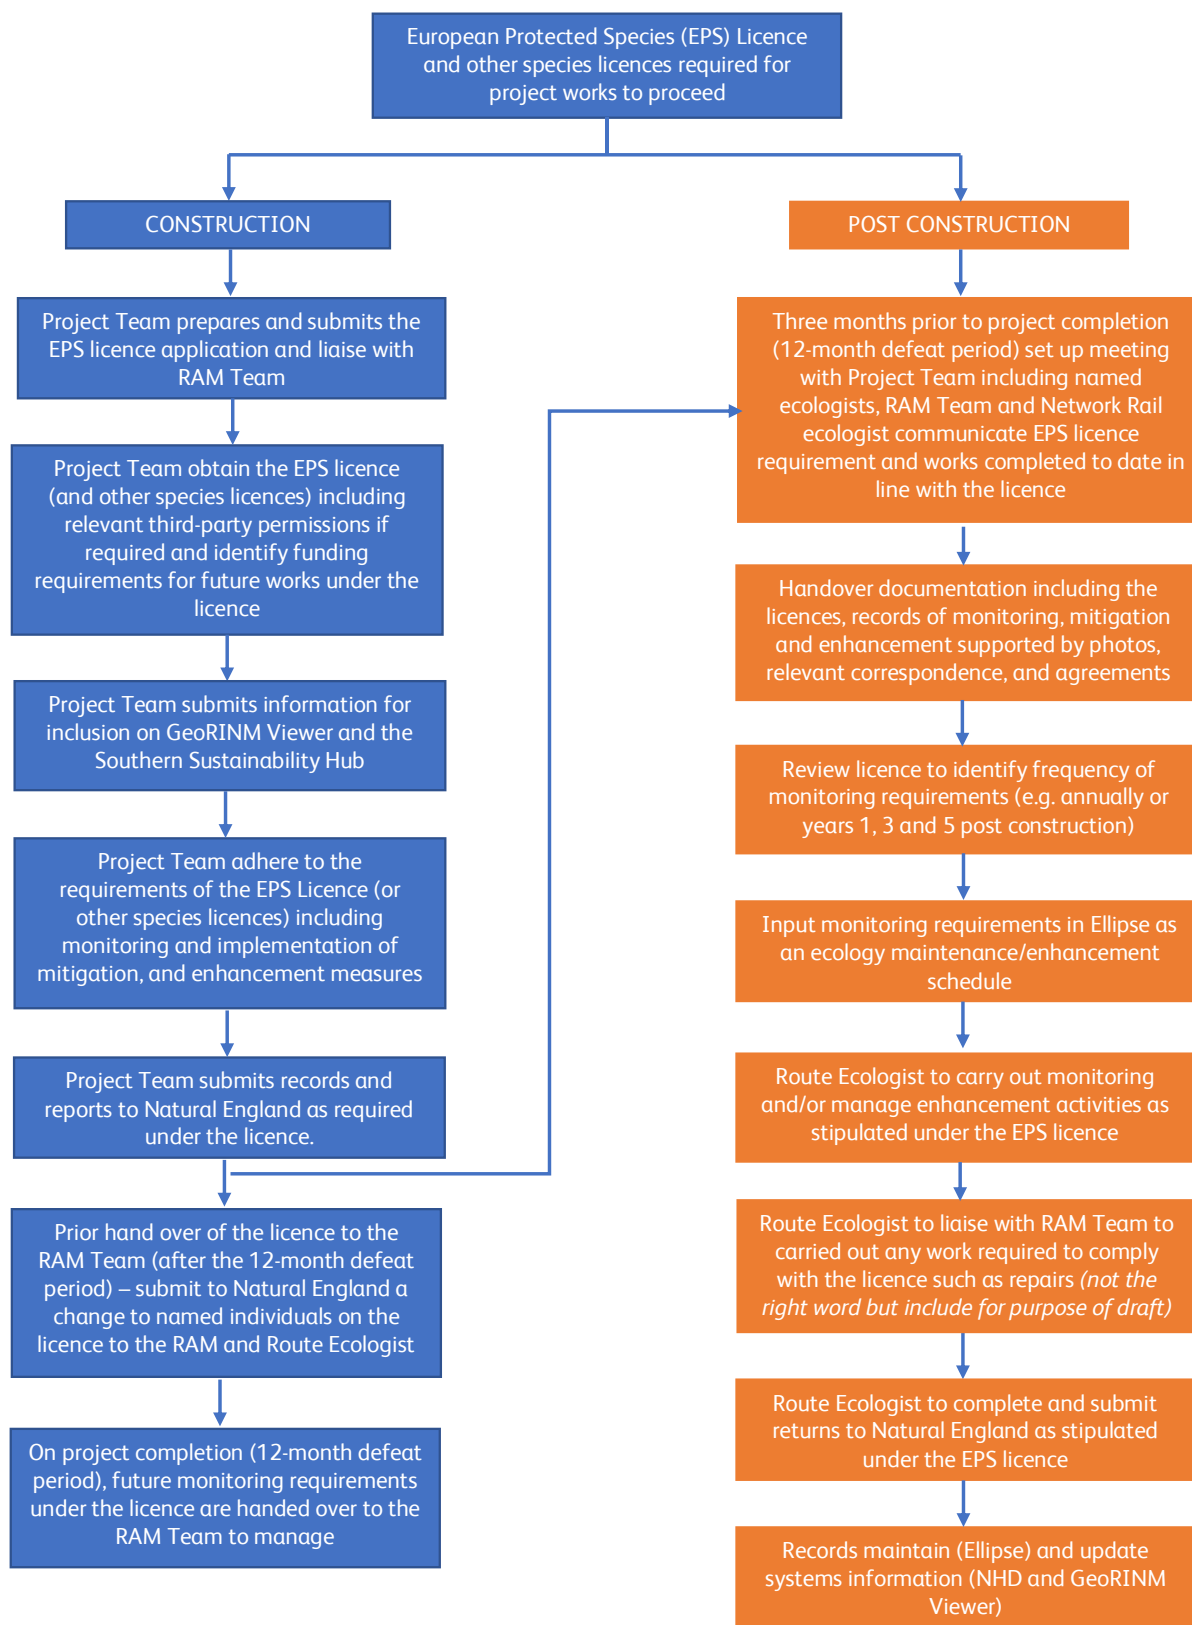 European Protected Species (EPS) Licence
and other species licences required for
project works to proceed
CONSTRUCTION
Project Team prepares and submits the
EPS licence application and liaise with
RAM Team
Project Team obtain the EPS licence
(and other species licences) including
relevant third-party permissions if
required and identify funding
requirements for future works under the
licence
Project Team submits information for
inclusion on GeoRINM Viewer and the
Southern Sustainability Hub
Project Team adhere to the
requirements of the EPS Licence (or
other species licences) including
monitoring and implementation of
mitigation, and enhancement measures
Project Team submits records and
reports to Natural England as required
under the licence.
Prior hand over of the licence to the
RAM Team (after the 12-month defeat
period) – submit to Natural England a
change to named individuals on the
licence to the RAM and Route Ecologist
On project completion (12-month defeat
period), future monitoring requirements
under the licence are handed over to the
RAM Team to manage
POST CONSTRUCTION
Three months prior to project completion
(12-month defeat period) set up meeting
with Project Team including named
ecologists, RAM Team and Network Rail
ecologist communicate EPS licence
requirement and works completed to date in
line with the licence
Handover documentation including the
licences, records of monitoring, mitigation
and enhancement supported by photos,
relevant correspondence, and agreements
Review licence to identify frequency of
monitoring requirements (e.g. annually or
years 1, 3 and 5 post construction)
Input monitoring requirements in Ellipse as
an ecology maintenance/enhancement
schedule
Route Ecologist to carry out monitoring
and/or manage enhancement activities as
stipulated under the EPS licence
Route Ecologist to liaise with RAM Team to
carried out any work required to comply
with the licence such as repairs (not the
right word but include for purpose of draft)
Route Ecologist to complete and submit
returns to Natural England as stipulated
under the EPS licence
Records maintain (Ellipse) and update
systems information (NHD and GeoRINM
Viewer)